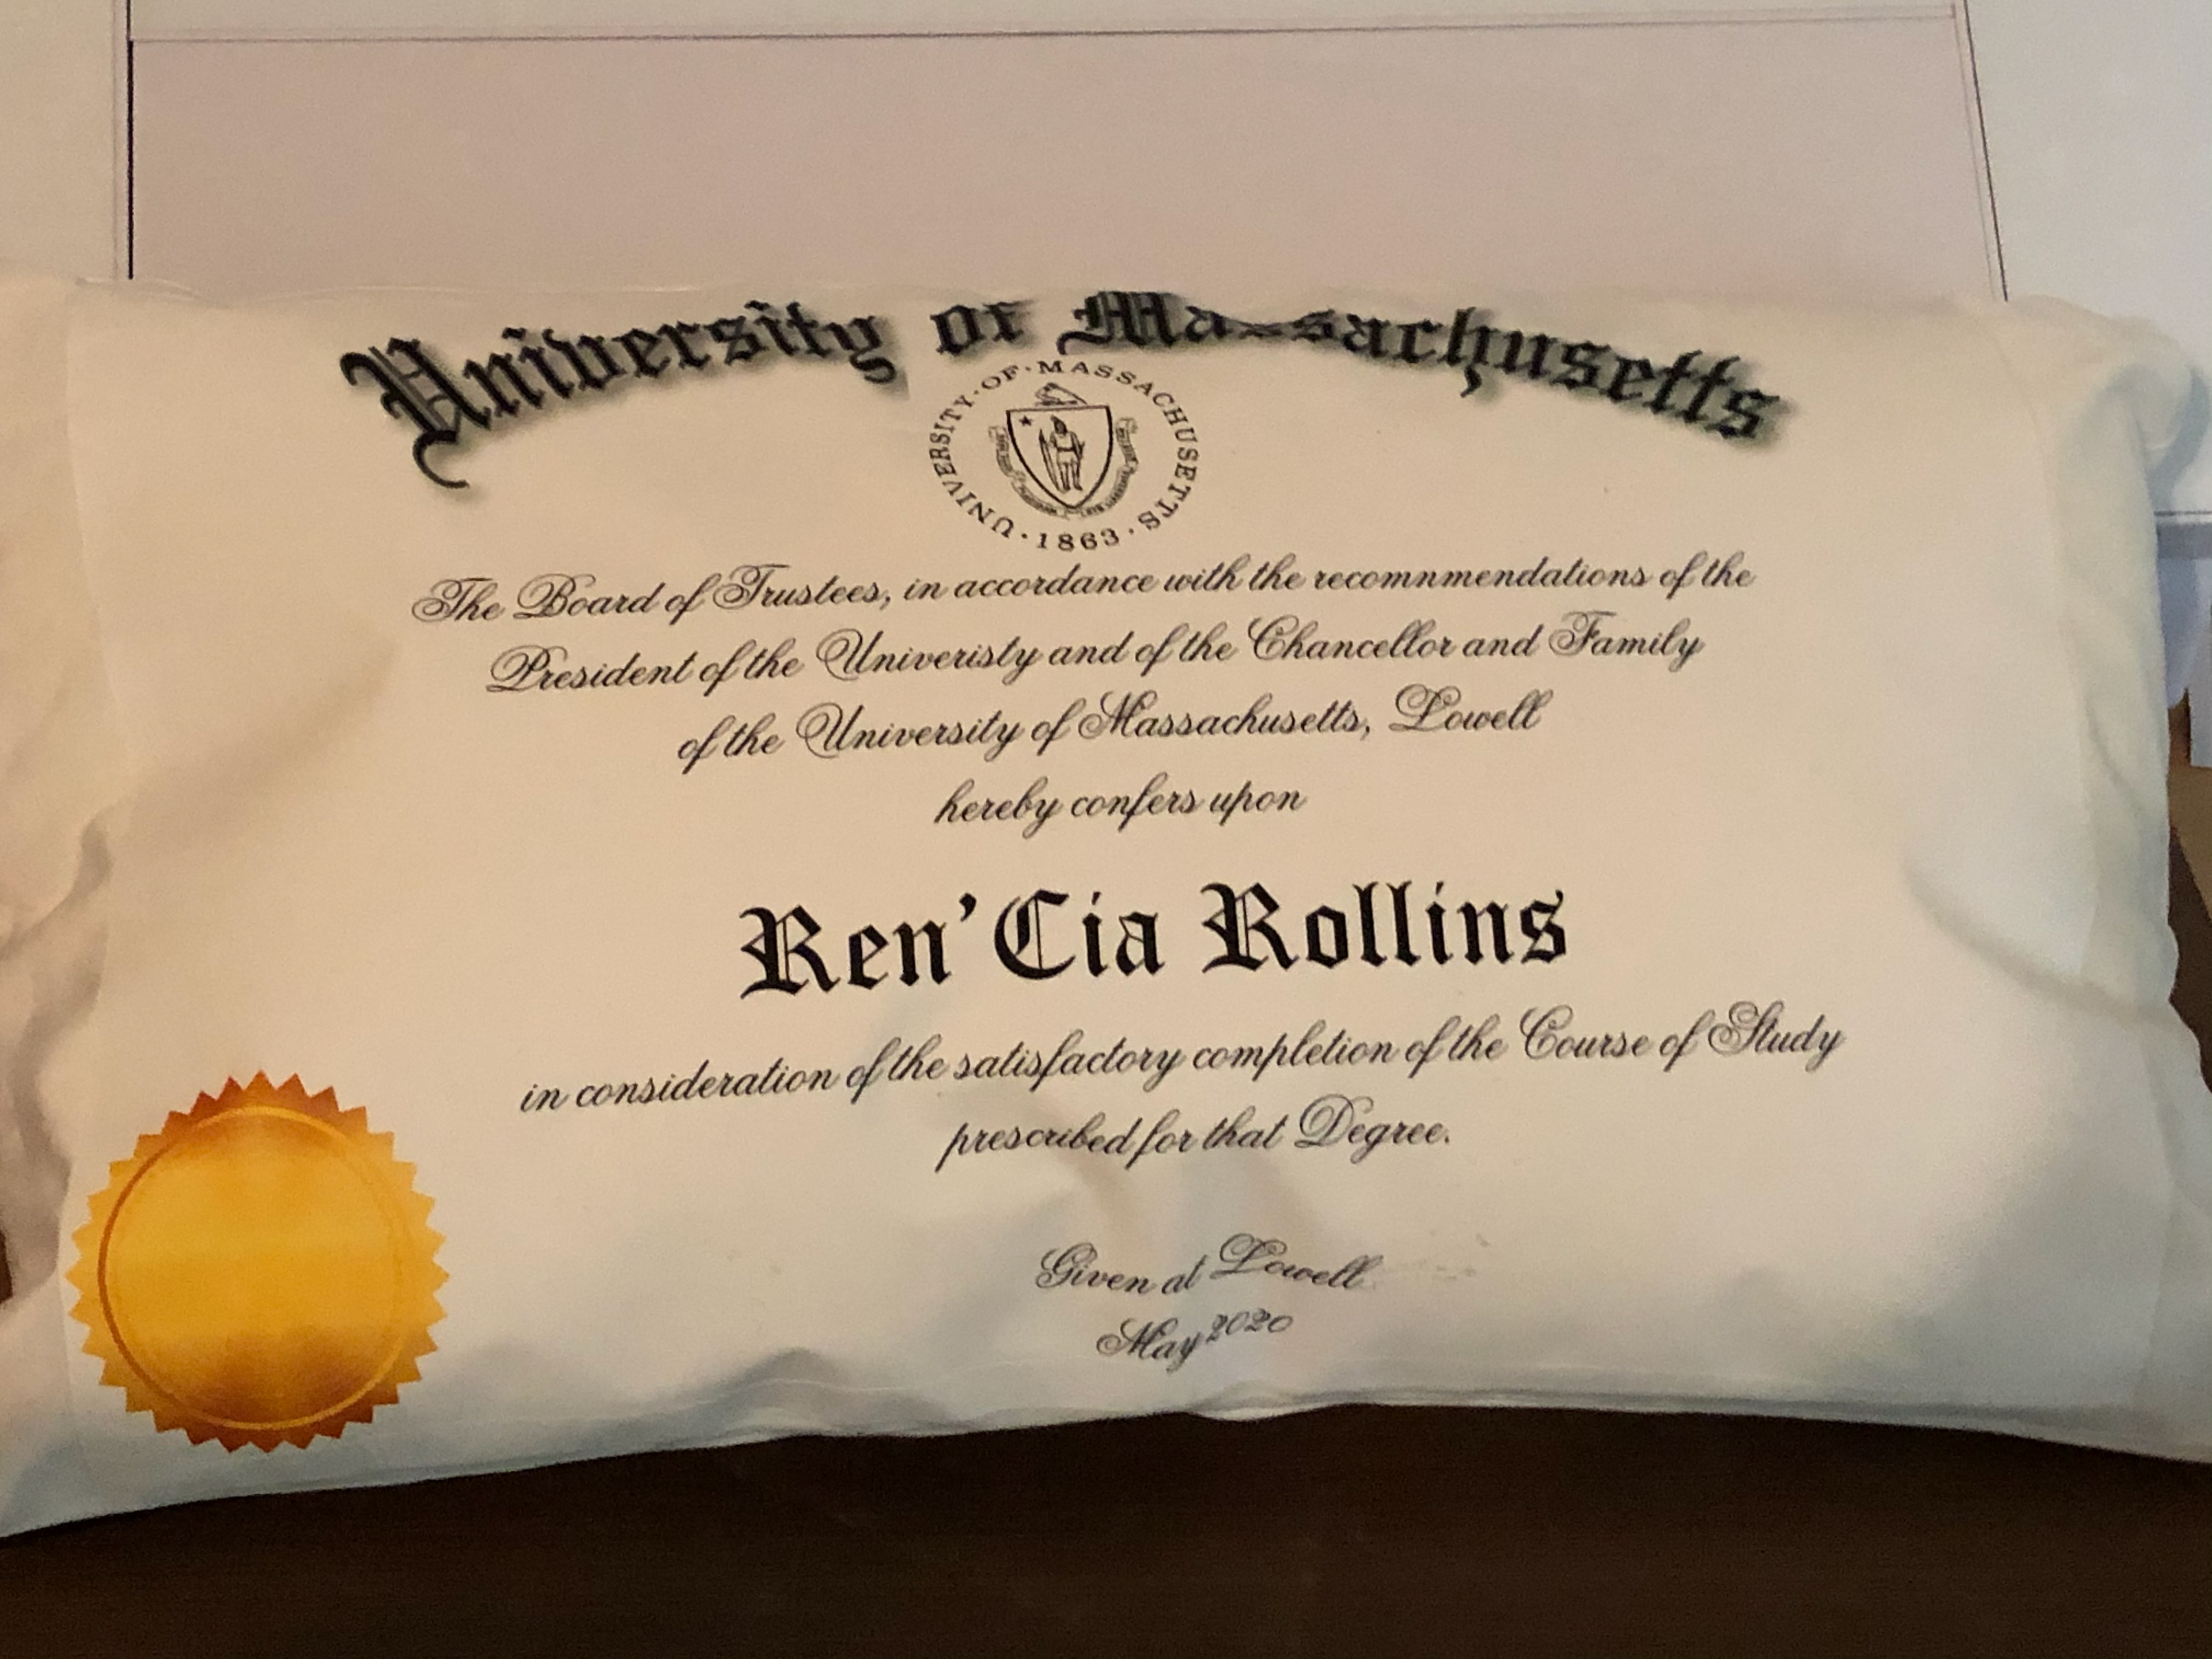 University of Massachusetts
UNIVERSITY · OF · MASSACHUSETTS · 1863 ·
The Board of Trustees, in accordance with the recomnmendations of the
President of the Univeristy and of the Chancellor and Family
of the University of Massachusetts, Lowell
hereby confers upon
Ren'Cia Rollins
in consideration of the satisfactory completion of the Course of Study
prescribed for that Degree.
Given at Lowell
May 2020